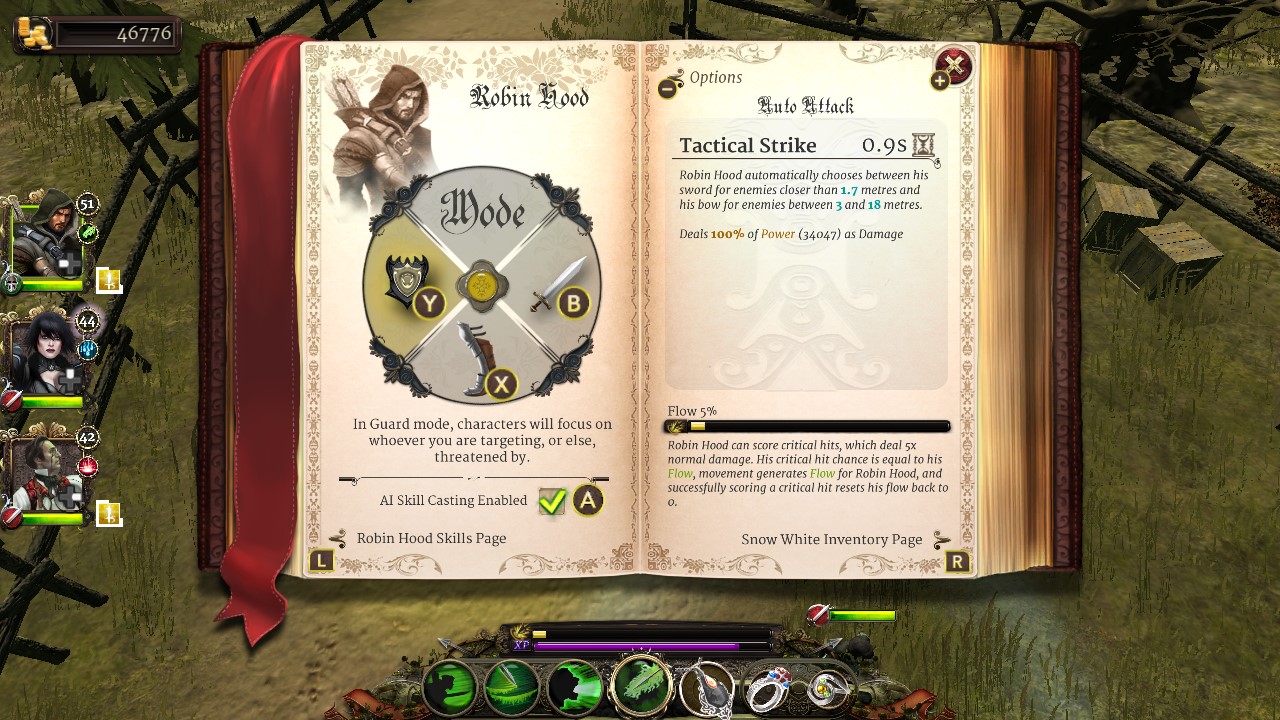 46776
Robin Hood
Mode
Y
B
X
In Guard mode, characters will focus on
whoever you are targeting, or else,
threatened by.
AI Skill Casting Enabled
A
Robin Hood Skills Page
L
Options
Auto Attack
Tactical Strike 0.9s
Robin Hood automatically chooses between his
sword for enemies closer than 1.7 metres and
his bow for enemies between 3 and 18 metres.
Deals 100% of Power (34047) as Damage
Flow 5%
Robin Hood can score critical hits, which deal 5x
normal damage. His critical hit chance is equal to his
Flow, movement generates Flow for Robin Hood, and
successfully scoring a critical hit resets his flow back to
0.
Snow White Inventory Page
R
51
44
42
XP